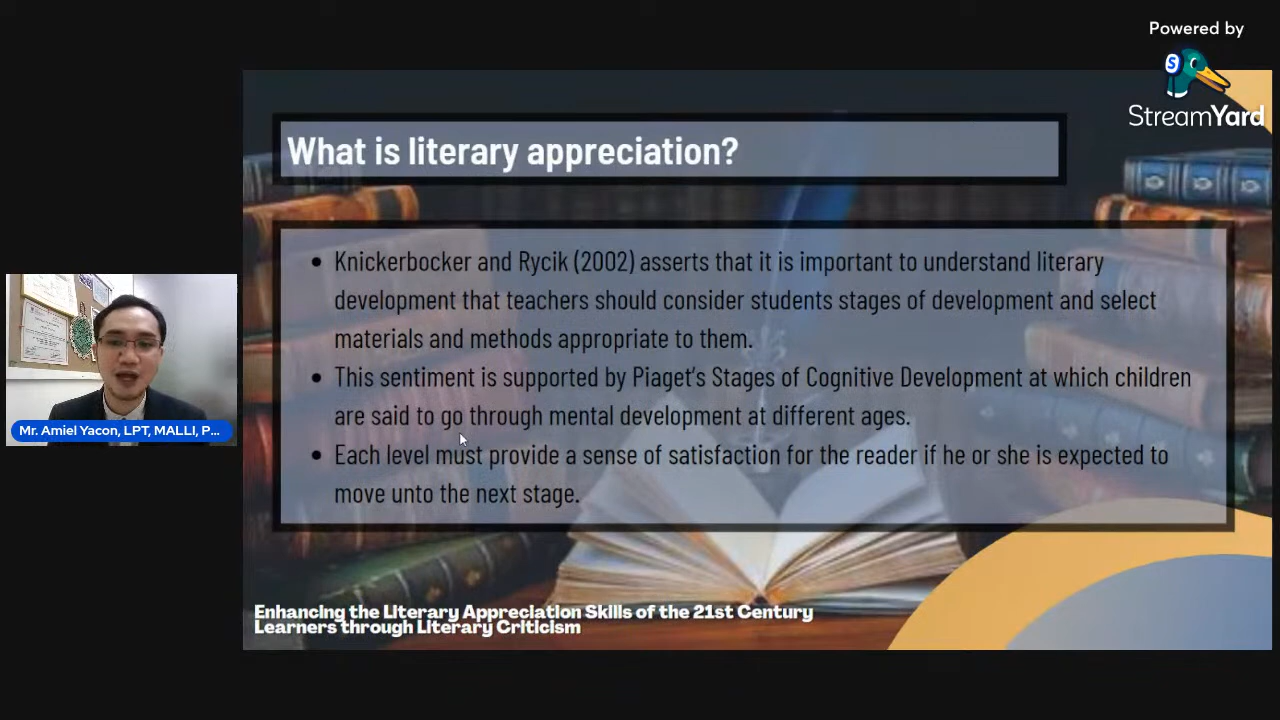 Powered by
StreamYard
What is literary appreciation?
• Knickerbocker and Rycik (2002) asserts that it is important to understand literary
development that teachers should consider students stages of development and select
materials and methods appropriate to them.
• This sentiment is supported by Piaget's Stages of Cognitive Development at which children
are said to go through mental development at different ages.
• Each level must provide a sense of satisfaction for the reader if he or she is expected to
move unto the next stage.
Mr. Amiel Yacon, LPT, MALLI, P...
Enhancing the Literary Appreciation Skills of the 21st Century
Learners through Literary Criticism